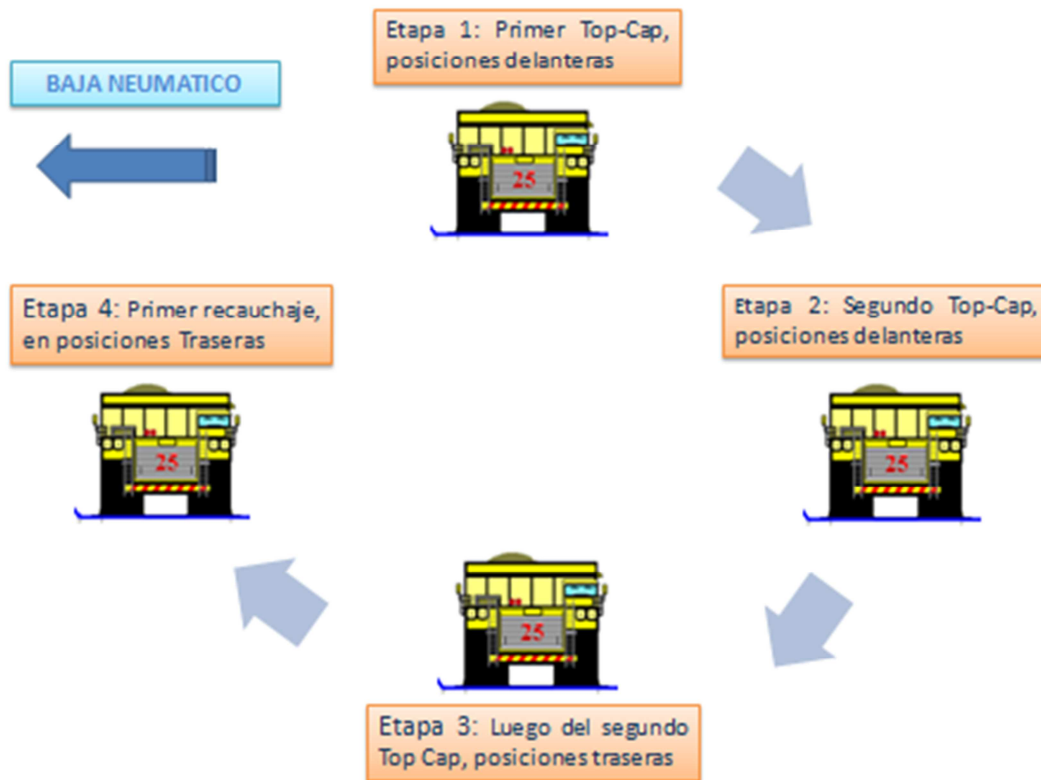 Etapa 1: Primer Top-Cap,
posiciones delanteras
BAJA NEUMATICO
25
Etapa 4: Primer recauchaje,
en posiciones Traseras
Etapa 2: Segundo Top-Cap,
posiciones delanteras
25
25
25
Etapa 3: Luego del segundo
Top Cap, posiciones traseras